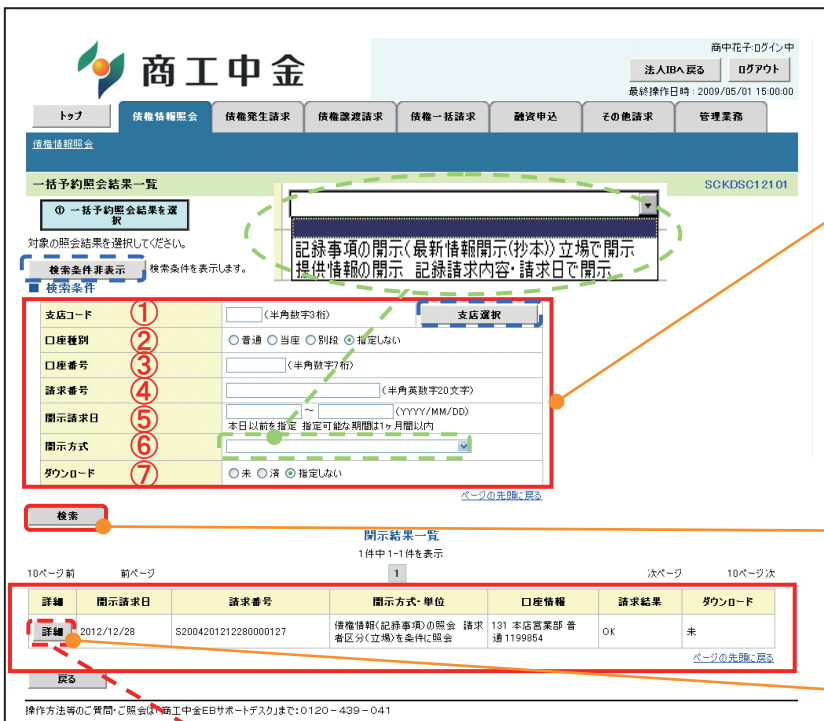 商工中金
商中花子:ログイン中
法人IBへ戻る ログアウト
最終操作日時:2009/05/01 15:00:00
トップ 債権情報照会 債権発生請求 債権譲渡請求 債権一括請求 融資申込 その他請求 管理業務
債権情報照会
一括予約照会結果一覧 SCKDSC12101
① 一括予約照会結果を選択
対象の照会結果を選択してください。
記録事項の開示(最新情報開示(抄本))立場で開示
提供情報の開示 記録請求内容・請求日で開示
検索条件非表示 検索条件を表示します。
■ 検索条件
支店コード ① (半角数字3桁) 支店選択
口座種別 ② 普通 当座 別段 指定しない
口座番号 ③ (半角数字7桁)
請求番号 ④ (半角英数字20文字)
開示請求日 ⑤ ~ (YYYY/MM/DD)
本日以前を指定 指定可能な期間は1ヶ月間以内
開示方式 ⑥
ダウンロード ⑦ 未 済 指定しない
ページの先頭に戻る
検索
開示結果一覧
1件中 1-1件を表示
10ページ前 前ページ 1 次ページ 10ページ次
詳細 開示請求日 請求番号 開示方式・単位 口座情報 請求結果 ダウンロード
詳細 2012/12/28 S2004201212280000127 債権情報(記録事項)の照会 請求者区分(立場)を条件に照会 131 本店営業部 普通 1199854 OK 未
ページの先頭に戻る
戻る
操作方法等のご質問・ご照会は「商工中金EBサポートデスク」まで:0120-439-041